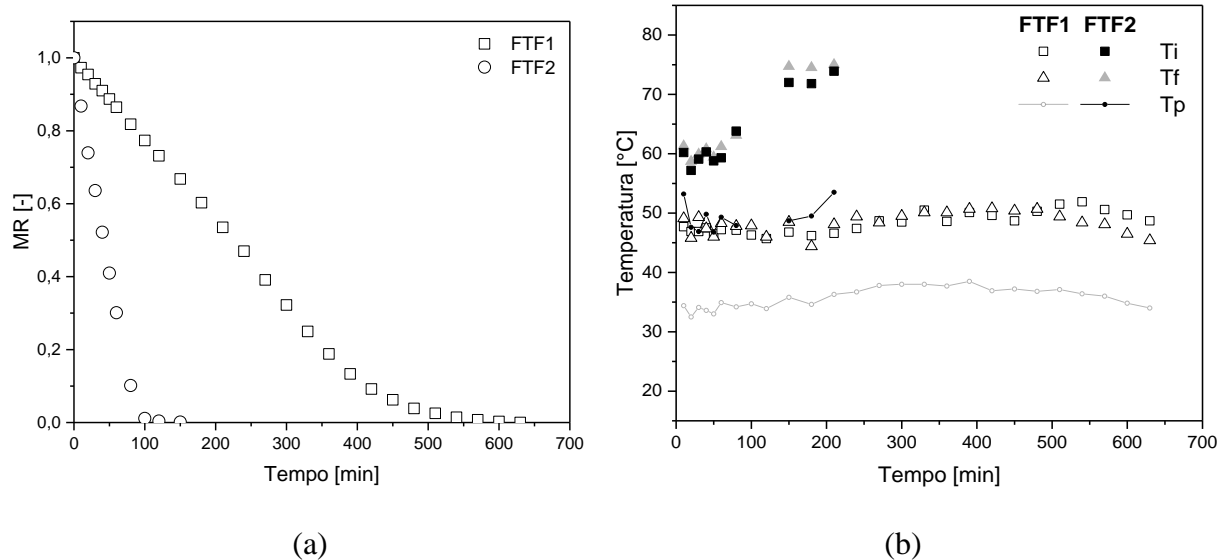 FTF1
FTF2
1,0
0,8
0,6
0,4
0,2
0,0
MR [-]
0 100 200 300 400 500 600 700
Tempo [min]
(a)
FTF1 FTF2
Ti
Tf
Tp
80
70
60
50
40
30
20
Temperatura [°C]
0 100 200 300 400 500 600 700
Tempo [min]
(b)